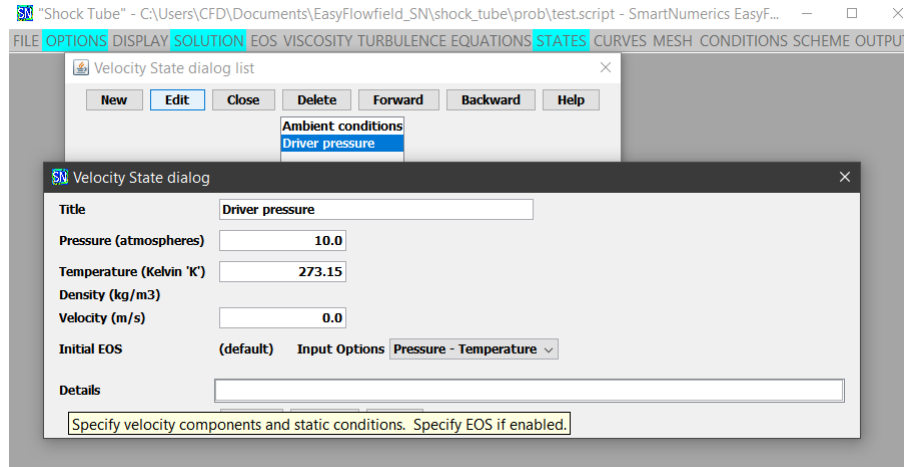 "Shock Tube" - C:\Users\CFD\Documents\EasyFlowfield_SN\shock_tube\prob\test.script - SmartNumerics EasyF...
FILE OPTIONS DISPLAY SOLUTION EOS VISCOSITY TURBULENCE EQUATIONS STATES CURVES MESH CONDITIONS SCHEME OUTPU
Velocity State dialog list
New Edit Close Delete Forward Backward Help
Ambient conditions
Driver pressure
SN Velocity State dialog
Title Driver pressure
Pressure (atmospheres) 10.0
Temperature (Kelvin 'K') 273.15
Density (kg/m3)
Velocity (m/s) 0.0
Initial EOS (default) Input Options Pressure - Temperature
Details
Specify velocity components and static conditions. Specify EOS if enabled.